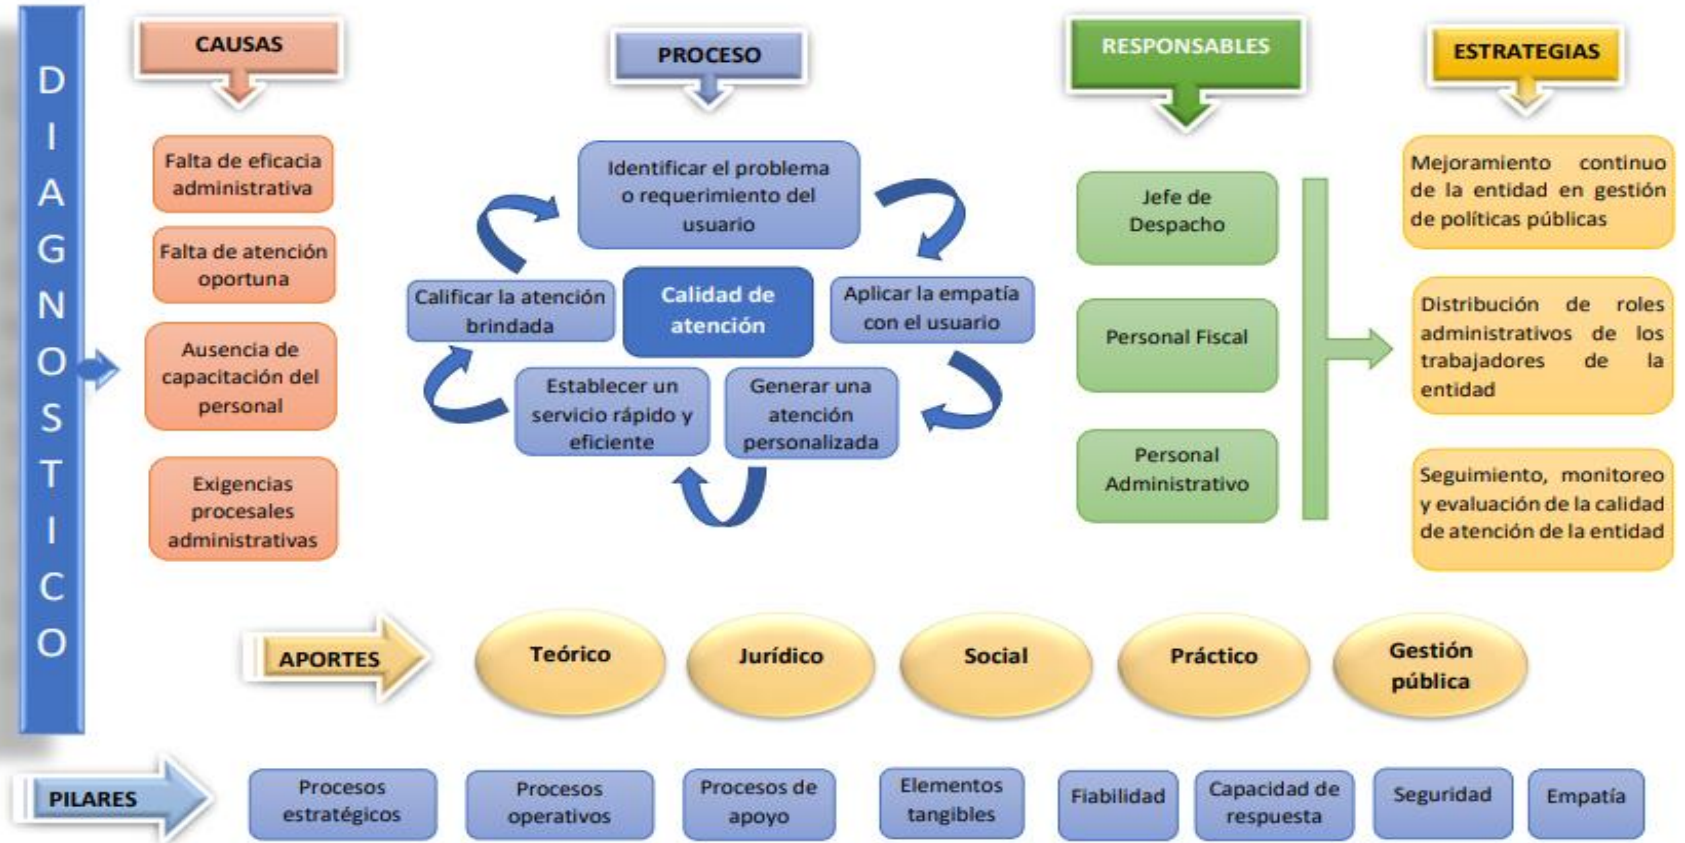 DIAGNOSTICO
CAUSAS
Falta de eficacia
administrativa
Falta de atención
oportuna
Ausencia de
capacitación del
personal
Exigencias
procesales
administrativas
PROCESO
Identificar el problema
o requerimiento del
usuario
Aplicar la empatía
con el usuario
Generar una
atención
personalizada
Establecer un
servicio rápido y
eficiente
Calificar la atención
brindada
Calidad de
atención
RESPONSABLES
Jefe de
Despacho
Personal Fiscal
Personal
Administrativo
ESTRATEGIAS
Mejoramiento continuo
de la entidad en gestión
de políticas públicas
Distribución de roles
administrativos de los
trabajadores de la
entidad
Seguimiento, monitoreo
y evaluación de la calidad
de atención de la entidad
APORTES
Teórico
Jurídico
Social
Práctico
Gestión
pública
PILARES
Procesos
estratégicos
Procesos
operativos
Procesos de
apoyo
Elementos
tangibles
Fiabilidad
Capacidad de
respuesta
Seguridad
Empatía